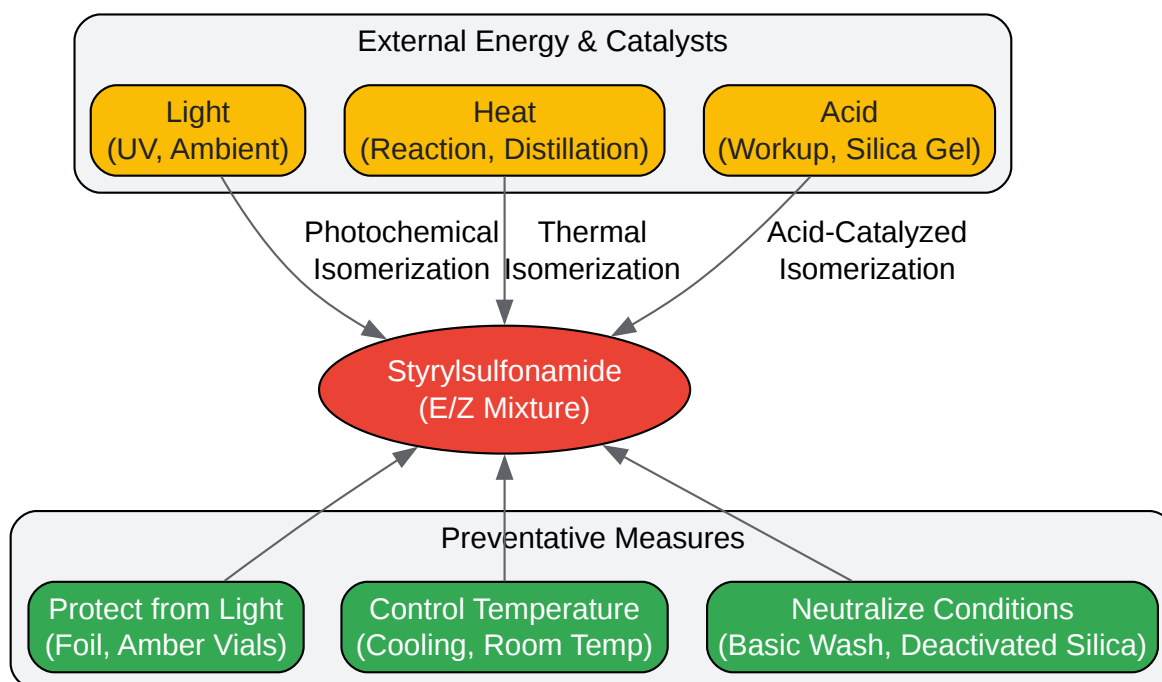 External Energy & Catalysts
Light
(UV, Ambient)
Heat
(Reaction, Distillation)
Acid
(Workup, Silica Gel)
Photochemical
Isomerization
Thermal
Isomerization
Acid-Catalyzed
Isomerization
Styrylsulfonamide
(E/Z Mixture)
Preventative Measures
Protect from Light
(Foil, Amber Vials)
Control Temperature
(Cooling, Room Temp)
Neutralize Conditions
(Basic Wash, Deactivated Silica)